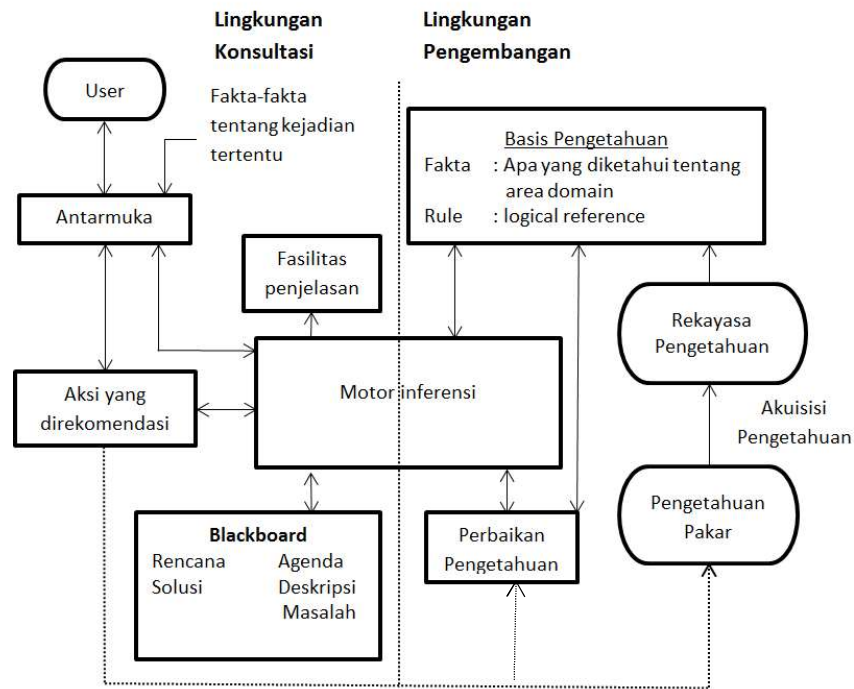 Lingkungan
Konsultasi
Lingkungan
Pengembangan
User
Fakta-fakta
tentang kejadian
tertentu
Antarmuka
Basis Pengetahuan
Fakta : Apa yang diketahui tentang
area domain
Rule : logical reference
Fasilitas
penjelasan
Rekayasa
Pengetahuan
Motor inferensi
Aksi yang
direkomendasi
Akuisisi
Pengetahuan
Pengetahuan
Pakar
Blackboard
Rencana Agenda
Solusi Deskripsi
Masalah
Perbaikan
Pengetahuan